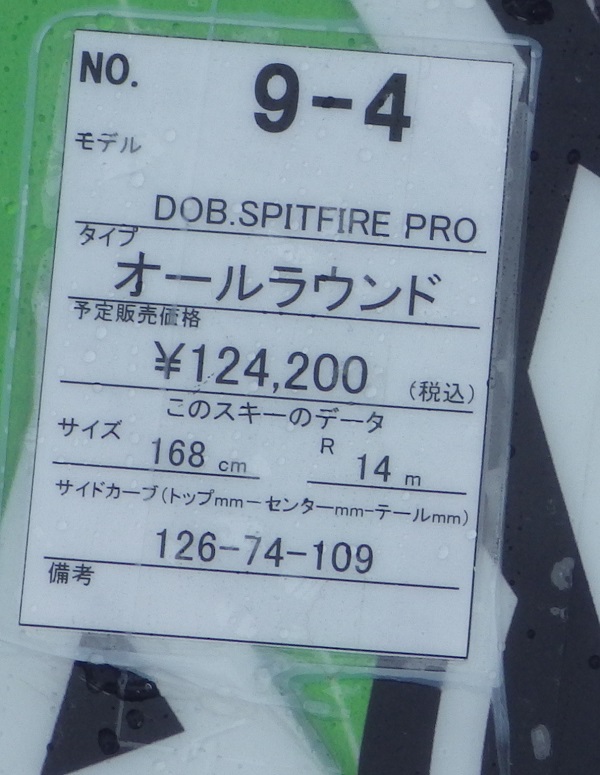 NO. 9-4
モデル
DOB.SPITFIRE PRO
タイプ
オールラウンド
予定販売価格
¥124,200 (税込)
このスキーのデータ
サイズ 168 cm R 14 m
サイドカーブ(トップmm-センターmm-テールmm)
126-74-109
備考